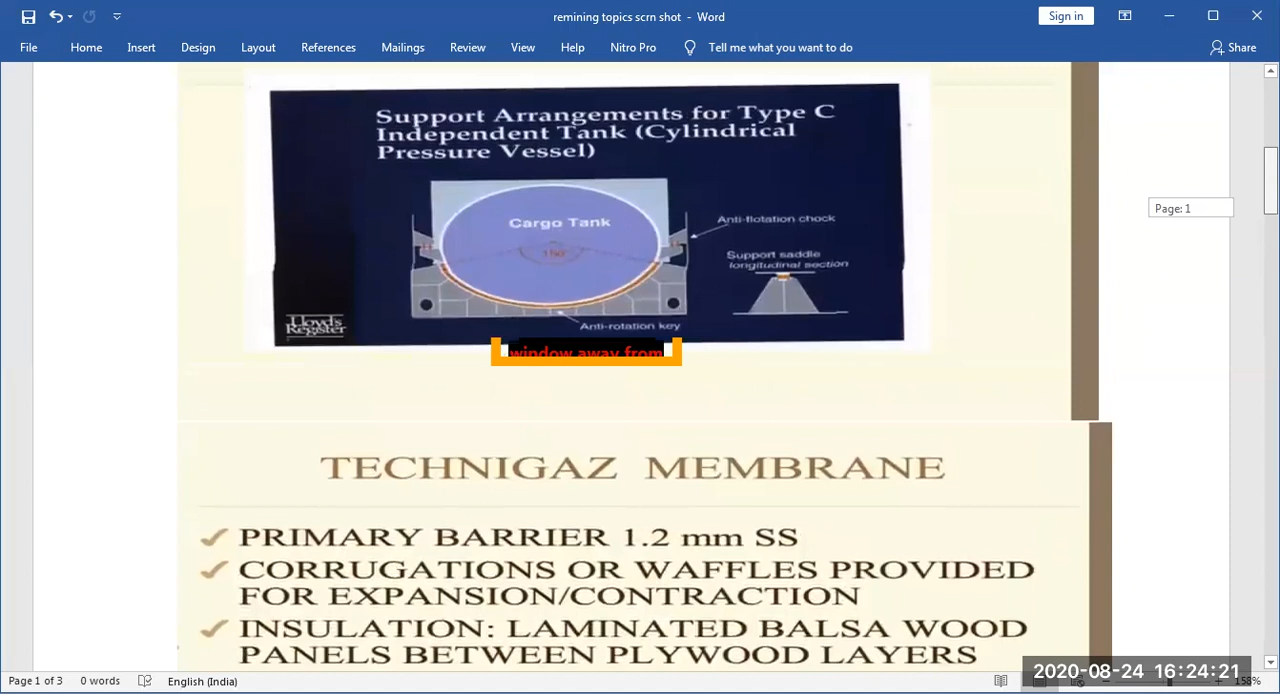 remining topics scrn shot - Word
Sign in
File Home Insert Design Layout References Mailings Review View Help Nitro Pro Tell me what you want to do Share
Support Arrangements for Type C
Independent Tank (Cylindrical
Pressure Vessel)
Cargo Tank
Anti-flotation chock
Support saddle
longitudinal section
Anti-rotation key
Lloyd's
Register
Page: 1
window away from
TECHNIGAZ MEMBRANE
PRIMARY BARRIER 1.2 mm SS
CORRUGATIONS OR WAFFLES PROVIDED
FOR EXPANSION/CONTRACTION
INSULATION: LAMINATED BALSA WOOD
PANELS BETWEEN PLYWOOD LAYERS
2020-08-24 16:24:21
Page 1 of 3 0 words English (India) 158%